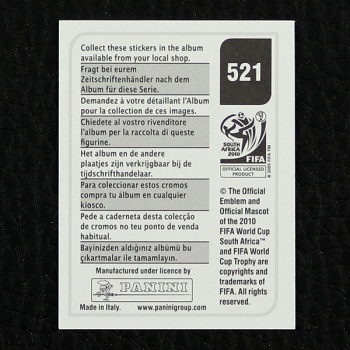 Collect these stickers in the album
available from your local shop.
Fragt bei eurem
Zeitschriftenhändler nach dem
Album für diese Serie.
Demandez à votre détaillant l'Album
pour la collection de ces images.
Chiedete al vostro rivenditore
l'album per la raccolta di queste
figurine.
Het album en de andere
plaatjes zijn verkrijgbaar bij de
tijdschrifthandelaar.
Para coleccionar estos cromos
compra tu álbum en cualquier
kiosco.
Pede a caderneta desta colecção
de cromos no teu ponto de venda
habitual.
Bayinizden aldığınız albümü bu
çıkartmalar ile tamamlayın.
Manufactured under licence by
PANINI
Made in Italy. www.paninigroup.com
521
SOUTH
AFRICA
2010
FIFA
© 2005 FIFA TM
OFFICIAL LICENSED
PRODUCT
© The Official
Emblem and
Official Mascot
of the 2010
FIFA World Cup
South Africa™
and FIFA World
Cup Trophy are
copyrights and
trademarks of
FIFA. All rights
reserved.